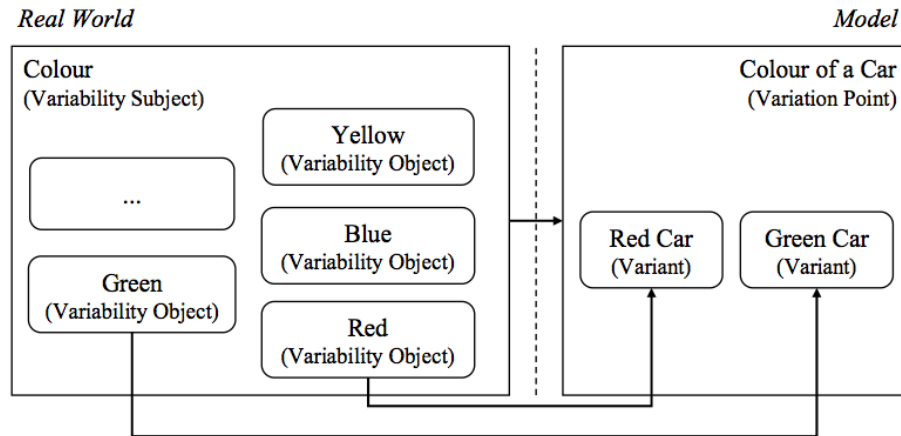 Real World
Model
Colour
(Variability Subject)
Yellow
(Variability Object)
...
Blue
(Variability Object)
Green
(Variability Object)
Red
(Variability Object)
Colour of a Car
(Variation Point)
Red Car
(Variant)
Green Car
(Variant)